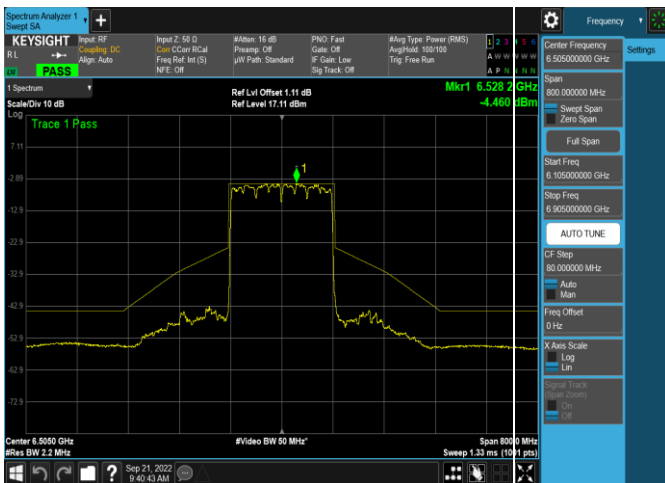 Spectrum Analyzer 1
Swept SA
+
Frequency
KEYSIGHT
RL
PASS
Input: RF
Coupling: DC
Align: Auto
Input Z: 50 Ω
Corr CCorr RCal
Freq Ref: Int (S)
NFE: Off
#Atten: 16 dB
Preamp: Off
µW Path: Standard
PNO: Fast
Gate: Off
IF Gain: Low
Sig Track: Off
#Avg Type: Power (RMS)
Avg|Hold: 100/100
Trig: Free Run
1 2 3 4 5 6
A W W W W W
A P N N N N
1 Spectrum
Scale/Div 10 dB
Log
Ref Lvl Offset 1.11 dB
Ref Level 17.11 dBm
Mkr1 6.528 2 GHz
-4.460 dBm
Trace 1 Pass
1
7.11
-2.89
-12.9
-22.9
-32.9
-42.9
-52.9
-62.9
-72.9
Center 6.5050 GHz
#Res BW 2.2 MHz
#Video BW 50 MHz*
Span 800.0 MHz
Sweep 1.33 ms (1001 pts)
Sep 21, 2022
9:40:43 AM
Center Frequency
6.505000000 GHz
Settings
Span
800.000000 MHz
Swept Span
Zero Span
Full Span
Start Freq
6.105000000 GHz
Stop Freq
6.905000000 GHz
AUTO TUNE
CF Step
80.000000 MHz
Auto
Man
Freq Offset
0 Hz
X Axis Scale
Log
Lin
Signal Track
(Span Zoom)
On
Off